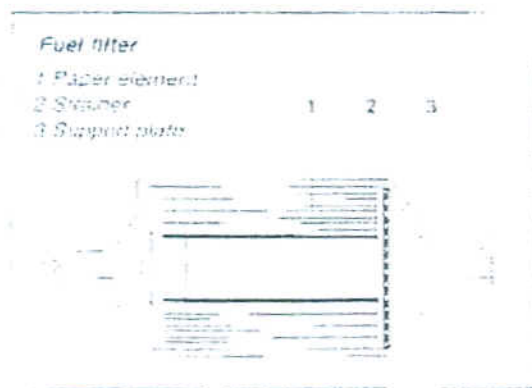 Fuel filter
1 Paper element
2 Strainer
3 Support plate
1 2 3